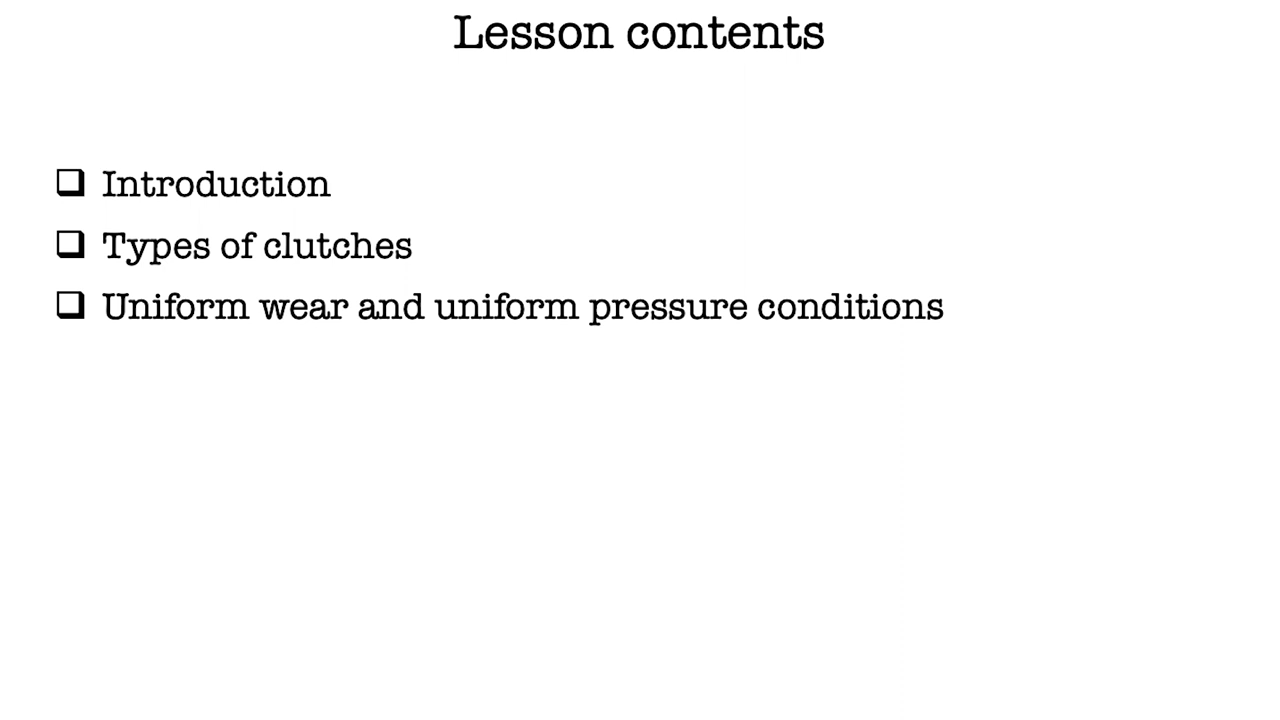 Lesson contents
❑ Introduction
❑ Types of clutches
❑ Uniform wear and uniform pressure conditions